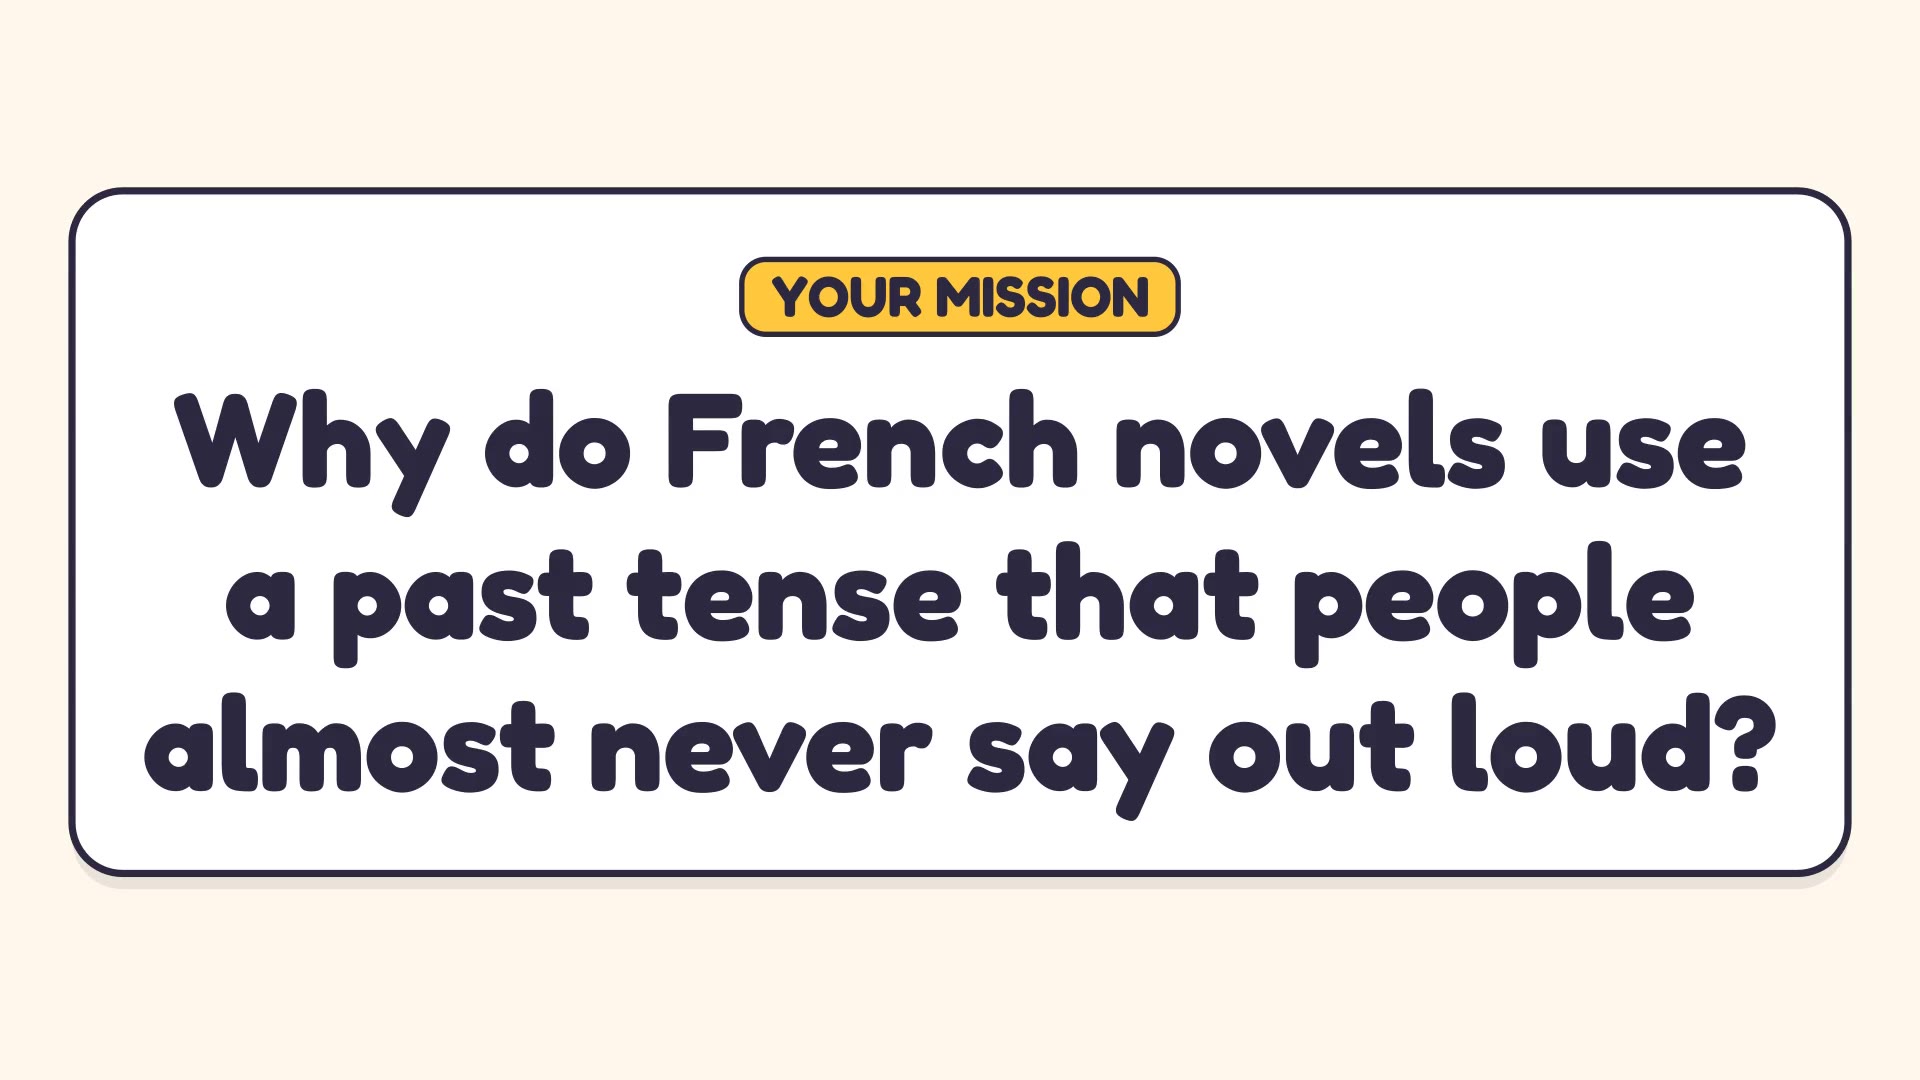 YOUR MISSION
Why do French novels use
a past tense that people
almost never say out loud?